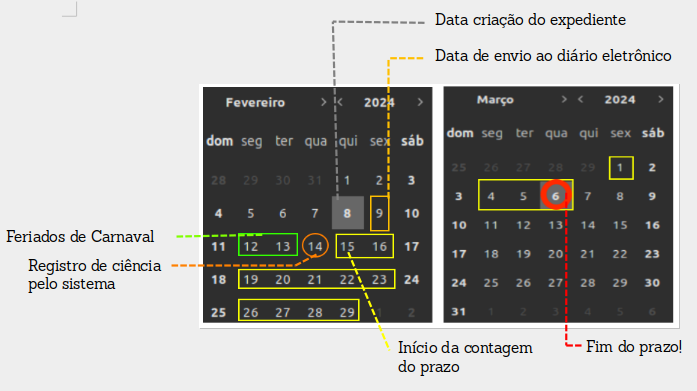 Data criação do expediente
Data de envio ao diário eletrônico
Fevereiro > < 2024 >
dom seg ter qua qui sex sáb
28 29 30 31 1 2 3
4 5 6 7 8 9 10
11 12 13 14 15 16 17
18 19 20 21 22 23 24
25 26 27 28 29 1 2
Março > < 2024 >
dom seg ter qua qui sex sáb
25 26 27 28 29 1 2
3 4 5 6 7 8 9
10 11 12 13 14 15 16
17 18 19 20 21 22 23
24 25 26 27 28 29 30
31 1 2 3 4 5 6
Feriados de Carnaval
Registro de ciência
pelo sistema
Início da contagem
do prazo
Fim do prazo!